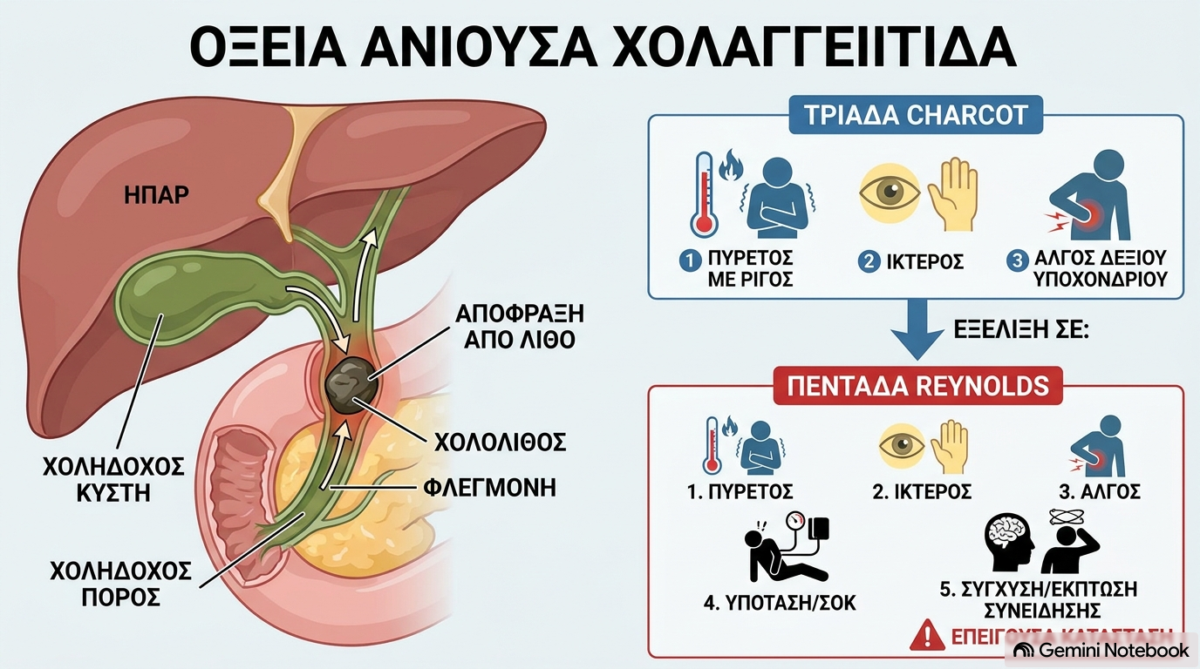 ΟΞΕΙΑ ΑΝΙΟΥΣΑ ΧΟΛΑΓΓΕΙΙΤΙΔΑ
ΗΠΑΡ
ΑΠΟΦΡΑΞΗ
ΑΠΟ ΛΙΘΟ
ΧΟΛΟΛΙΘΟΣ
ΦΛΕΓΜΟΝΗ
ΧΟΛΗΔΟΧΟΣ
ΚΥΣΤΗ
ΧΟΛΗΔΟΧΟΣ
ΠΟΡΟΣ
ΤΡΙΑΔΑ CHARCOT
1 ΠΥΡΕΤΟΣ
ΜΕ ΡΙΓΟΣ
2 ΙΚΤΕΡΟΣ
3 ΑΛΓΟΣ ΔΕΞΙΟΥ
ΥΠΟΧΟΝΔΡΙΟΥ
ΕΞΕΛΙΞΗ ΣΕ:
ΠΕΝΤΑΔΑ REYNOLDS
1. ΠΥΡΕΤΟΣ
2. ΙΚΤΕΡΟΣ
3. ΑΛΓΟΣ
4. ΥΠΟΤΑΣΗ/ΣΟΚ
5. ΣΥΓΧΥΣΗ/ΕΚΠΤΩΣΗ
ΣΥΝΕΙΔΗΣΗΣ
ΕΠΕΙΓΟΥΣΑ ΚΑΤΑΣΤΑΣΗ
Gemini Notebook